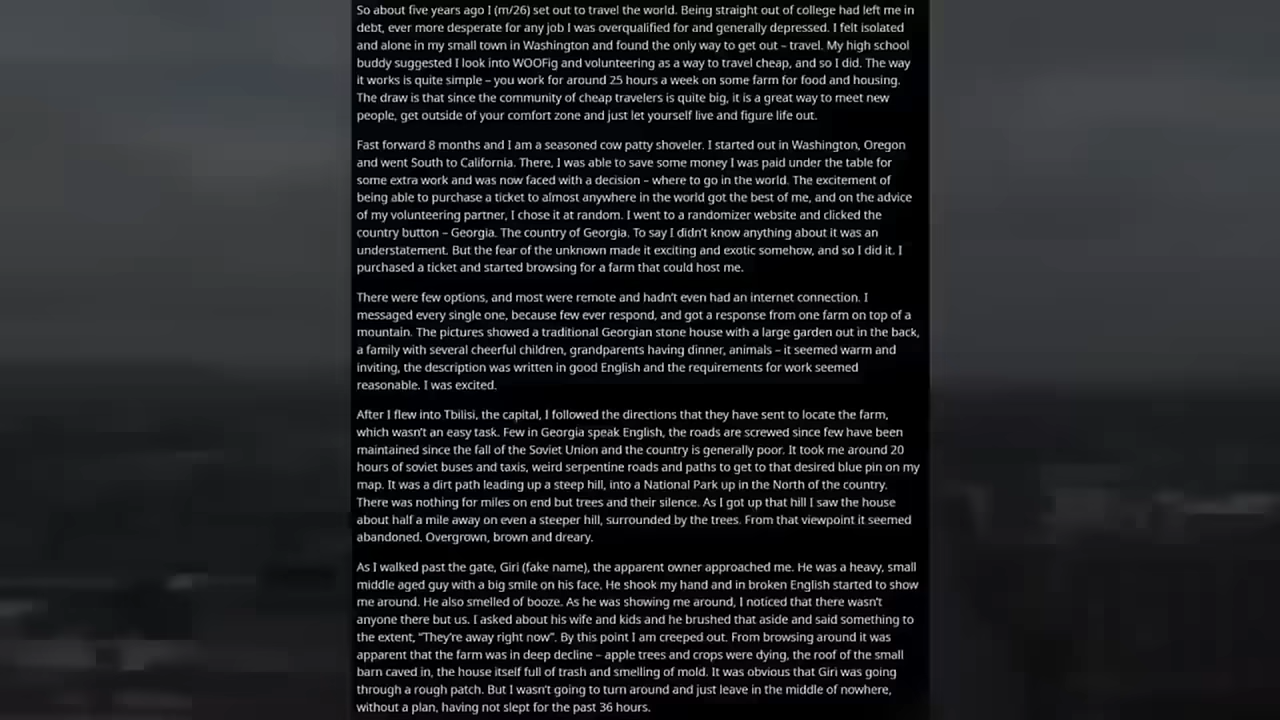 So about five years ago I (m/26) set out to travel the world. Being straight out of college had left me in
debt, ever more desperate for any job I was overqualified for and generally depressed. I felt isolated
and alone in my small town in Washington and found the only way to get out – travel. My high school
buddy suggested I look into WOOFig and volunteering as a way to travel cheap, and so I did. The way
it works is quite simple – you work for around 25 hours a week on some farm for food and housing.
The draw is that since the community of cheap travelers is quite big, it is a great way to meet new
people, get outside of your comfort zone and just let yourself live and figure life out.
Fast forward 8 months and I am a seasoned cow patty shoveler. I started out in Washington, Oregon
and went South to California. There, I was able to save some money I was paid under the table for
some extra work and was now faced with a decision – where to go in the world. The excitement of
being able to purchase a ticket to almost anywhere in the world got the best of me, and on the advice
of my volunteering partner, I chose it at random. I went to a randomizer website and clicked the
country button – Georgia. The country of Georgia. To say I didn't know anything about it was an
understatement. But the fear of the unknown made it exciting and exotic somehow, and so I did it. I
purchased a ticket and started browsing for a farm that could host me.
There were few options, and most were remote and hadn't even had an internet connection. I
messaged every single one, because few ever respond, and got a response from one farm on top of a
mountain. The pictures showed a traditional Georgian stone house with a large garden out in the back,
a family with several cheerful children, grandparents having dinner, animals – it seemed warm and
inviting, the description was written in good English and the requirements for work seemed
reasonable. I was excited.
After I flew into Tbilisi, the capital, I followed the directions that they have sent to locate the farm,
which wasn't an easy task. Few in Georgia speak English, the roads are screwed since few have been
maintained since the fall of the Soviet Union and the country is generally poor. It took me around 20
hours of soviet buses and taxis, weird serpentine roads and paths to get to that desired blue pin on my
map. It was a dirt path leading up a steep hill, into a National Park up in the North of the country.
There was nothing for miles on end but trees and their silence. As I got up that hill I saw the house
about half a mile away on even a steeper hill, surrounded by the trees. From that viewpoint it seemed
abandoned. Overgrown, brown and dreary.
As I walked past the gate, Giri (fake name), the apparent owner approached me. He was a heavy, small
middle aged guy with a big smile on his face. He shook my hand and in broken English started to show
me around. He also smelled of booze. As he was showing me around, I noticed that there wasn't
anyone there but us. I asked about his wife and kids and he brushed that aside and said something to
the extent, "They're away right now". By this point I am creeped out. From browsing around it was
apparent that the farm was in deep decline – apple trees and crops were dying, the roof of the small
barn caved in, the house itself full of trash and smelling of mold. It was obvious that Giri was going
through a rough patch. But I wasn't going to turn around and just leave in the middle of nowhere,
without a plan, having not slept for the past 36 hours.